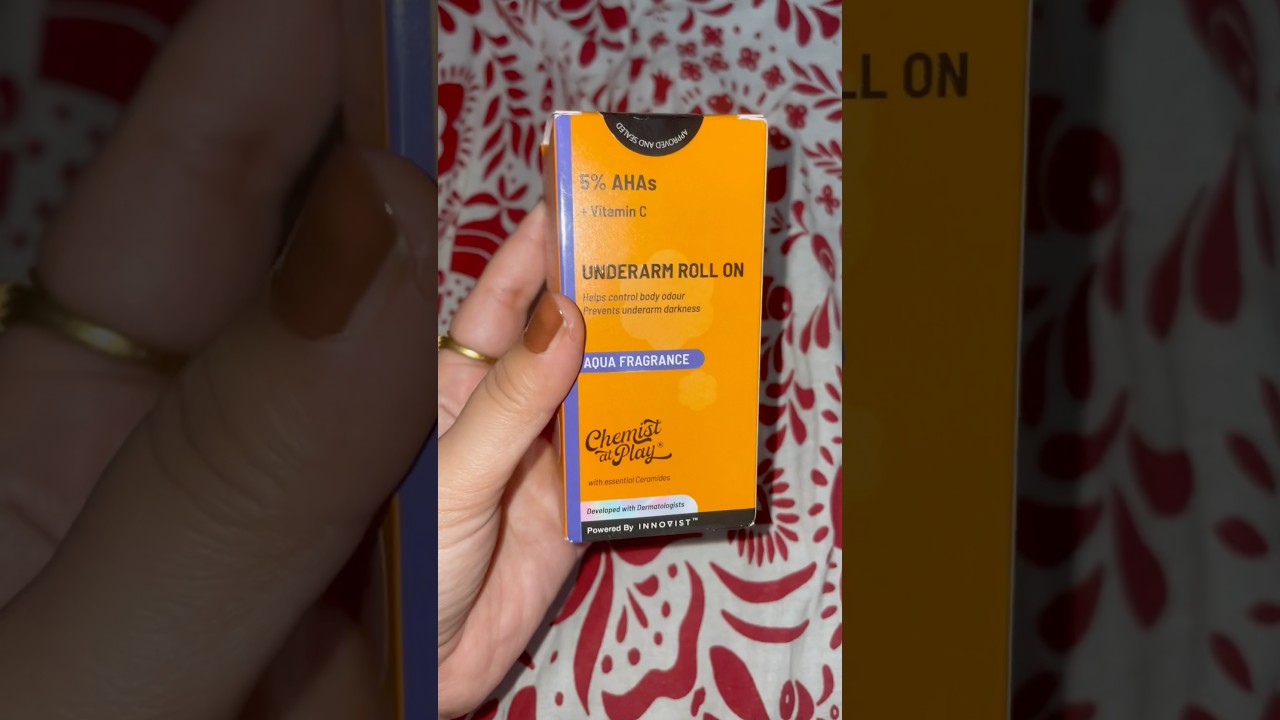 APPROVED AND SEALED
5% AHAs
+ Vitamin C
UNDERARM ROLL ON
Helps control body odour
Prevents underarm darkness
AQUA FRAGRANCE
Chemist
at Play®
with essential Ceramides
Developed with Dermatologists
Powered By INNOVIST™
LL ON